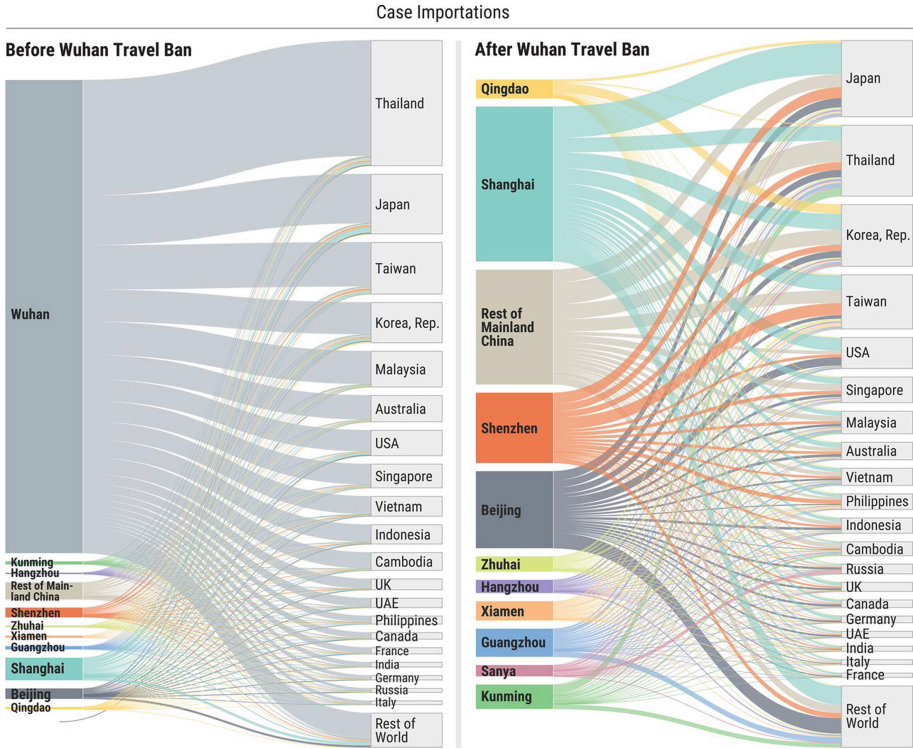 Case Importations
Before Wuhan Travel Ban
Wuhan
Kunming
Hangzhou
Rest of Main-
land China
Shenzhen
Zhuhai
Xiamen
Guangzhou
Shanghai
Beijing
Qingdao
Thailand
Japan
Taiwan
Korea, Rep.
Malaysia
Australia
USA
Singapore
Vietnam
Indonesia
Cambodia
UK
UAE
Philippines
Canada
France
India
Germany
Russia
Italy
Rest of
World
After Wuhan Travel Ban
Qingdao
Shanghai
Rest of
Mainland
China
Shenzhen
Beijing
Zhuhai
Hangzhou
Xiamen
Guangzhou
Sanya
Kunming
Japan
Thailand
Korea, Rep.
Taiwan
USA
Singapore
Malaysia
Australia
Vietnam
Philippines
Indonesia
Cambodia
Russia
UK
Canada
Germany
UAE
India
Italy
France
Rest of
World